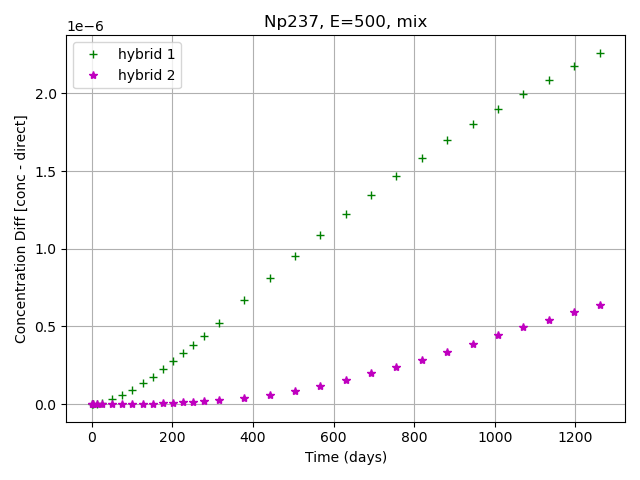 Np237, E=500, mix
1e−6
hybrid 1
hybrid 2
Concentration Diff [conc - direct]
2.0
1.5
1.0
0.5
0.0
0 200 400 600 800 1000 1200
Time (days)